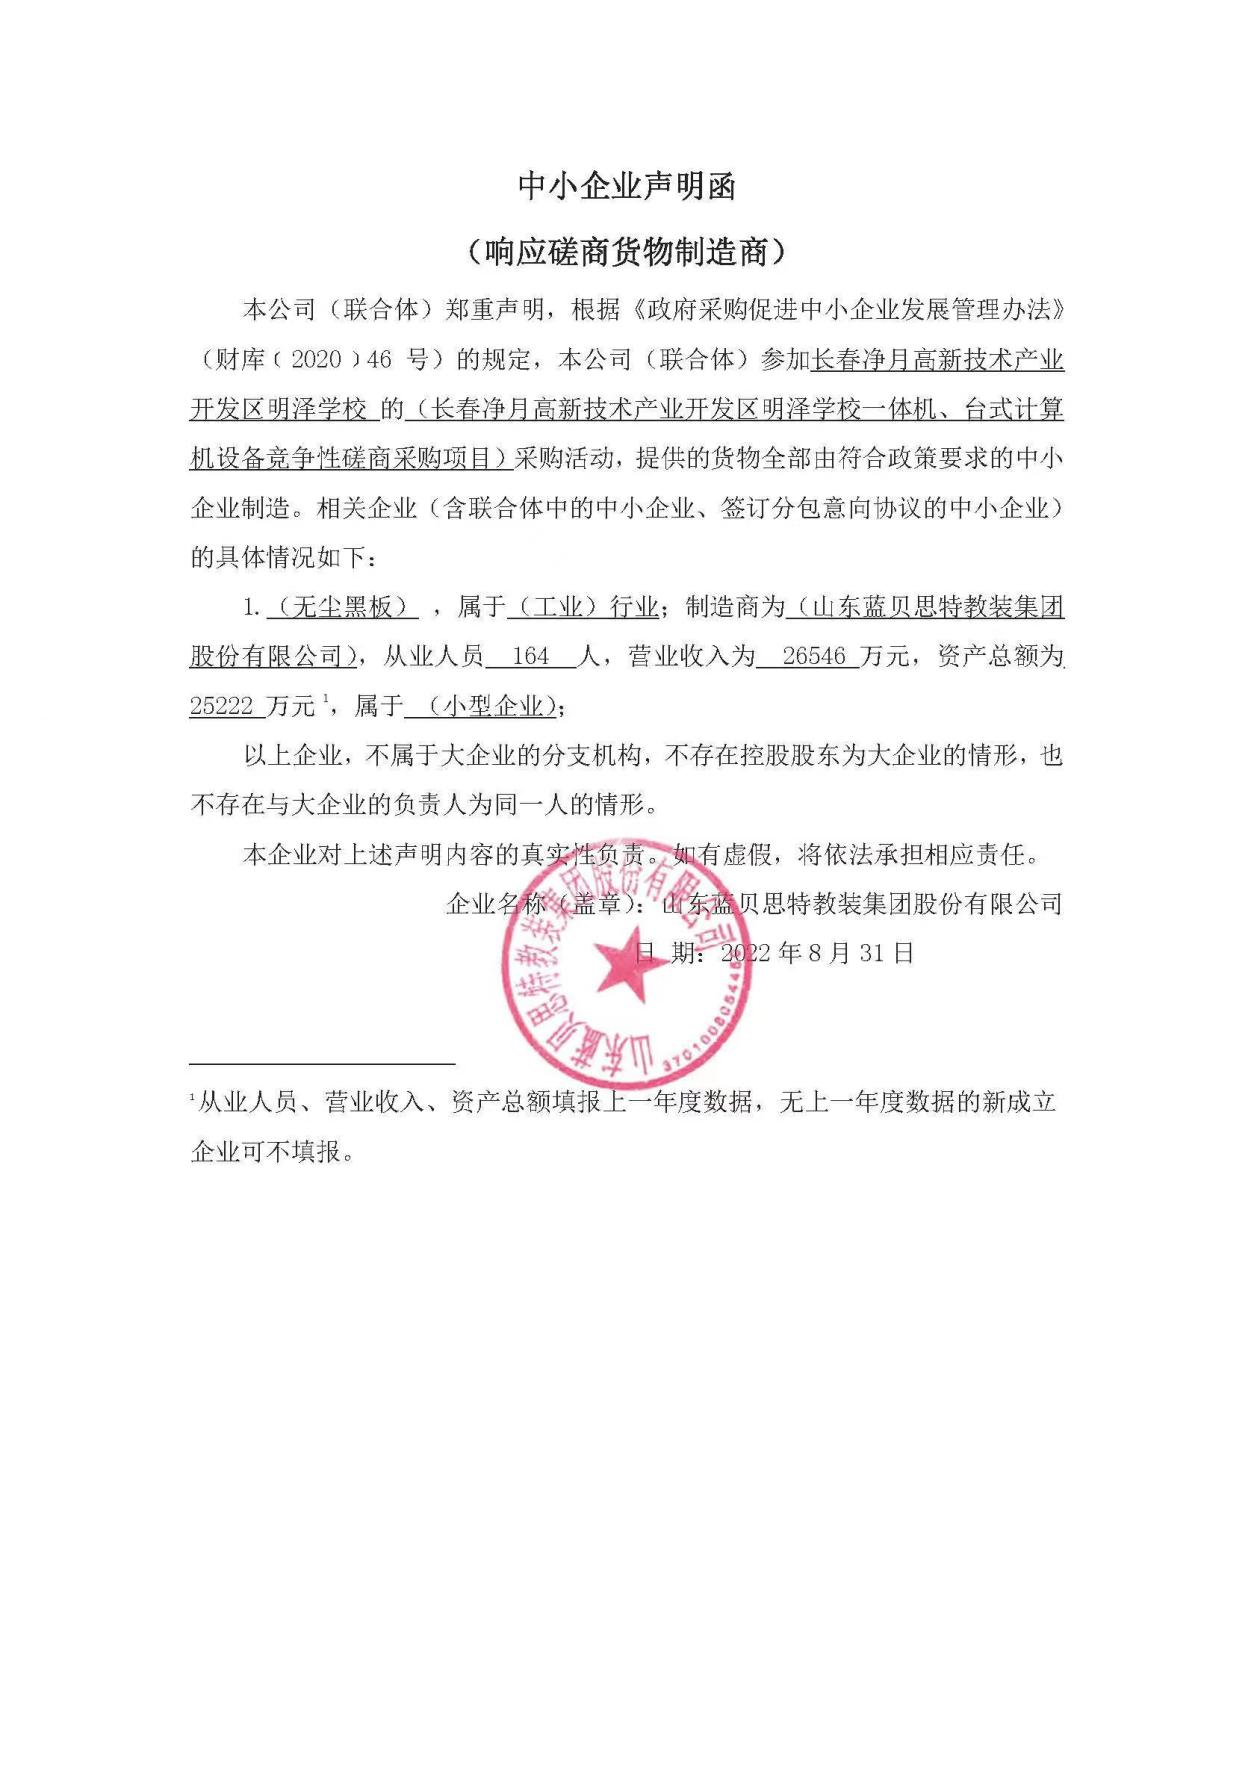 中小企业声明函
（响应磋商货物制造商）
本公司（联合体）郑重声明，根据《政府采购促进中小企业发展管理办法》
（财库﹝2020﹞46 号）的规定，本公司（联合体）参加长春净月高新技术产业
开发区明泽学校 的（长春净月高新技术产业开发区明泽学校一体机、台式计算
机设备竞争性磋商采购项目）采购活动，提供的货物全部由符合政策要求的中小
企业制造。相关企业（含联合体中的中小企业、签订分包意向协议的中小企业）
的具体情况如下：
1. （无尘黑板） ，属于（工业）行业；制造商为（山东蓝贝思特教装集团
股份有限公司），从业人员 164 人，营业收入为 26546 万元，资产总额为
25222 万元¹，属于 （小型企业）；
以上企业，不属于大企业的分支机构，不存在控股股东为大企业的情形，也
不存在与大企业的负责人为同一人的情形。
本企业对上述声明内容的真实性负责。如有虚假，将依法承担相应责任。
企业名称（盖章）：山东蓝贝思特教装集团股份有限公司
日 期：2022 年 8 月 31 日
山东蓝贝思特教装集团股份有限公司
¹从业人员、营业收入、资产总额填报上一年度数据，无上一年度数据的新成立
企业可不填报。